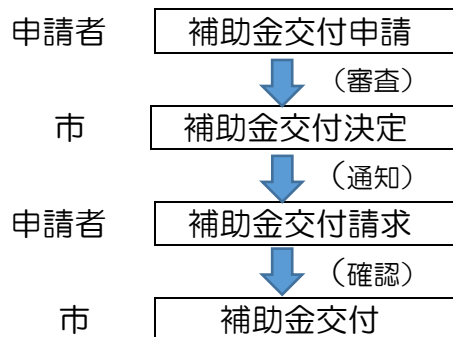 申請者 補助金交付申請
（審査）
市 補助金交付決定
（通知）
申請者 補助金交付請求
（確認）
市 補助金交付